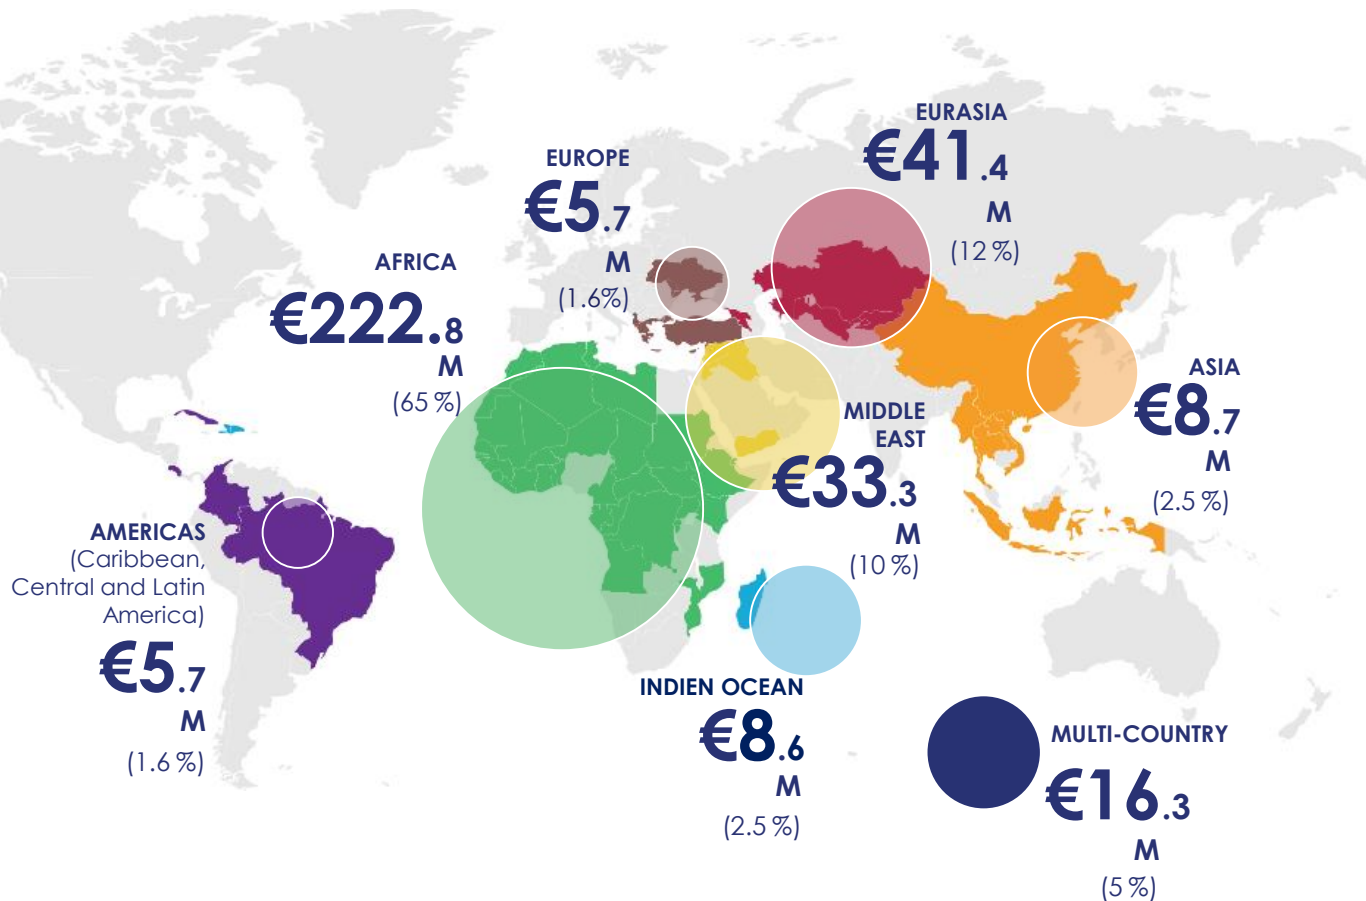 EURASIA
€41.4
M
(12 %)
EUROPE
€5.7
M
(1.6%)
AFRICA
€222.8
M
(65 %)
ASIA
€8.7
M
(2.5 %)
MIDDLE
EAST
€33.3
M
(10 %)
AMERICAS
(Caribbean,
Central and Latin
America)
€5.7
M
(1.6 %)
INDIEN OCEAN
€8.6
M
(2.5 %)
MULTI-COUNTRY
€16.3
M
(5 %)